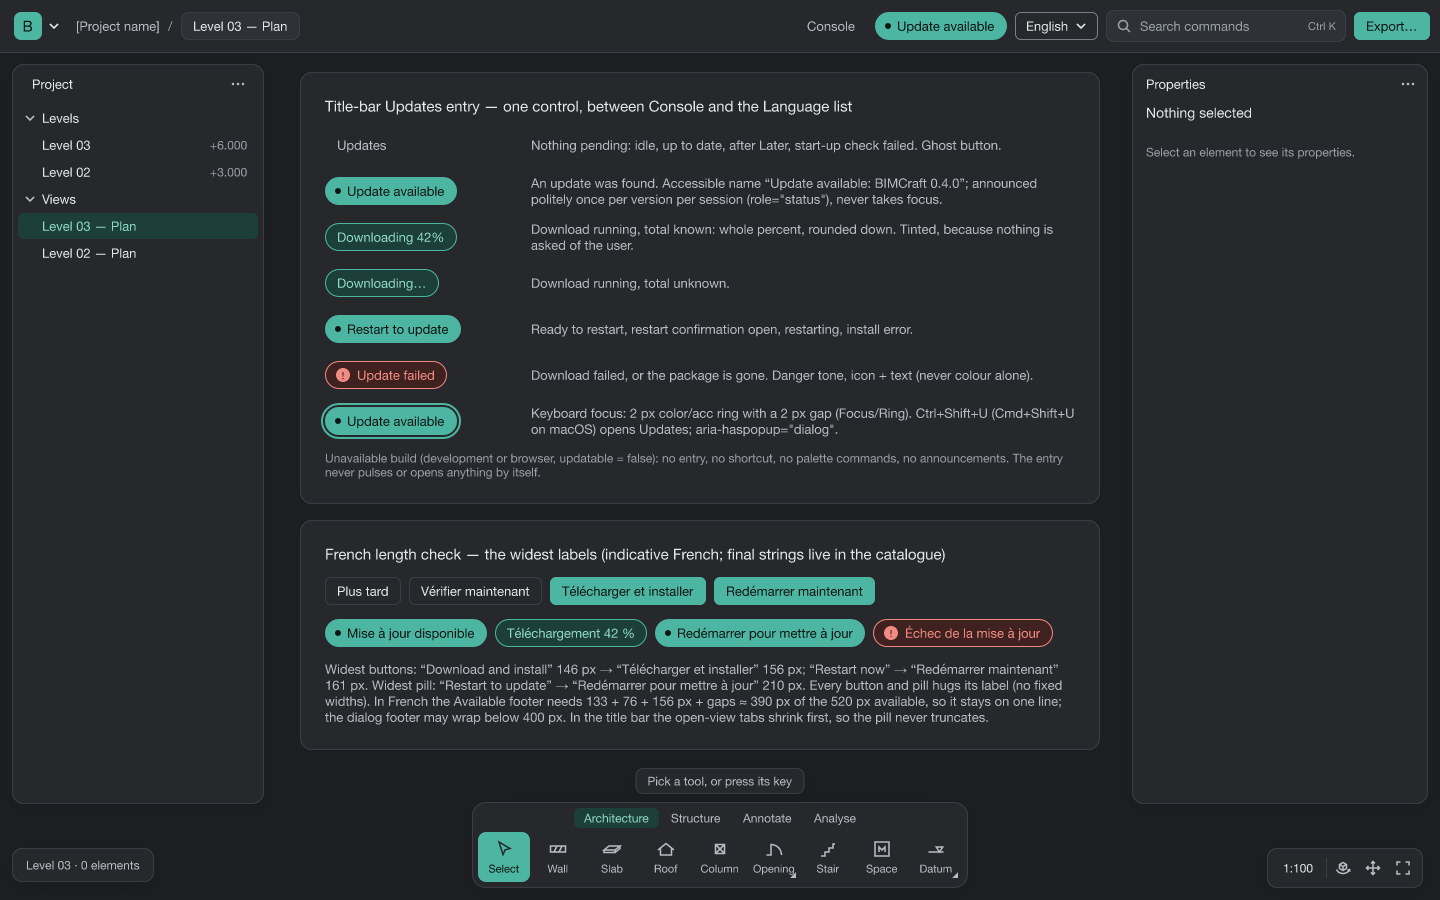 B [Project name] / Level 03 — Plan Console Update available English Search commands Ctrl K Export…
Project
Levels
Level 03 +6.000
Level 02 +3.000
Views
Level 03 — Plan
Level 02 — Plan
Title-bar Updates entry — one control, between Console and the Language list
Updates Nothing pending: idle, up to date, after Later, start-up check failed. Ghost button.
Update available An update was found. Accessible name “Update available: BIMCraft 0.4.0”; announced
politely once per version per session (role="status"), never takes focus.
Downloading 42% Download running, total known: whole percent, rounded down. Tinted, because nothing is
asked of the user.
Downloading… Download running, total unknown.
Restart to update Ready to restart, restart confirmation open, restarting, install error.
! Update failed Download failed, or the package is gone. Danger tone, icon + text (never colour alone).
Update available Keyboard focus: 2 px color/acc ring with a 2 px gap (Focus/Ring). Ctrl+Shift+U (Cmd+Shift+U
on macOS) opens Updates; aria-haspopup="dialog".
Unavailable build (development or browser, updatable = false): no entry, no shortcut, no palette commands, no announcements. The entry
never pulses or opens anything by itself.
French length check — the widest labels (indicative French; final strings live in the catalogue)
Plus tard Vérifier maintenant Télécharger et installer Redémarrer maintenant
Mise à jour disponible Téléchargement 42 % Redémarrer pour mettre à jour ! Échec de la mise à jour
Widest buttons: “Download and install” 146 px → “Télécharger et installer” 156 px; “Restart now” → “Redémarrer maintenant”
161 px. Widest pill: “Restart to update” → “Redémarrer pour mettre à jour” 210 px. Every button and pill hugs its label (no fixed
widths). In French the Available footer needs 133 + 76 + 156 px + gaps ≈ 390 px of the 520 px available, so it stays on one line;
the dialog footer may wrap below 400 px. In the title bar the open-view tabs shrink first, so the pill never truncates.
Properties
Nothing selected
Select an element to see its properties.
Pick a tool, or press its key
Architecture Structure Annotate Analyse
Select Wall Slab Roof Column Opening Stair Space Datum
Level 03 · 0 elements
1:100